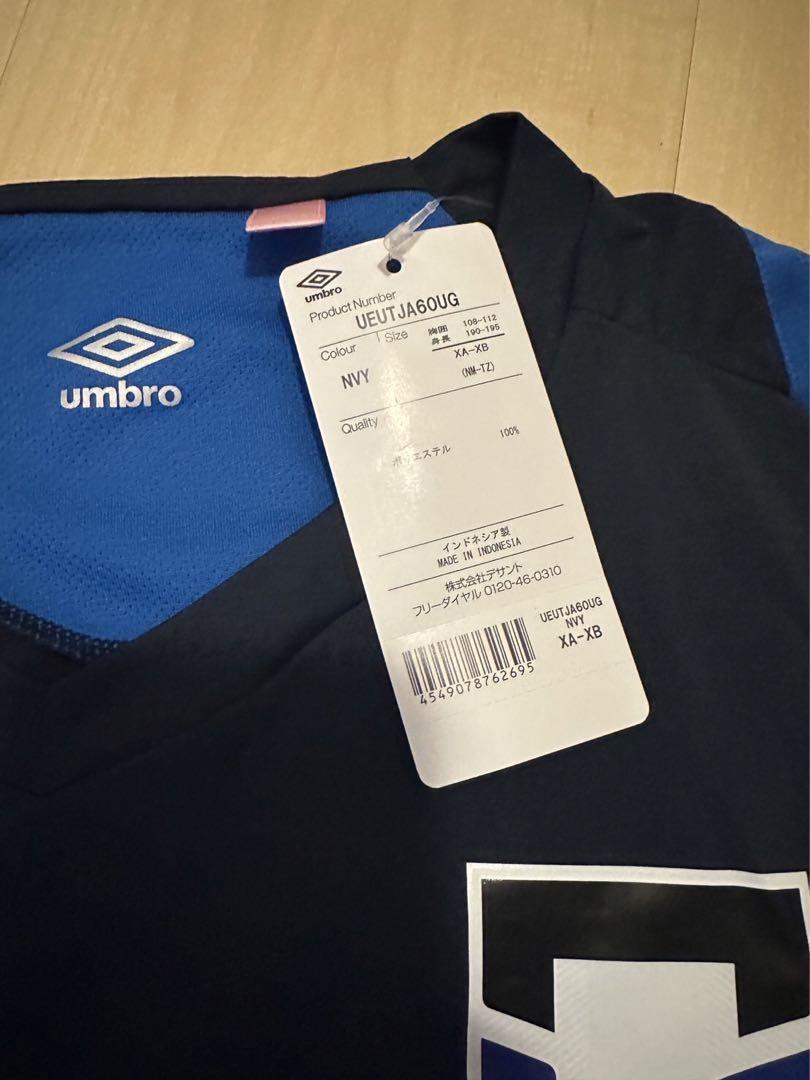 umbro
umbro
Product Number
UEUTJA60UG
Colour
Size
胸囲 108-112
身長 190-195
XA-XB
(NM-TZ)
NVY
Quality
ポリエステル 100%
インドネシア製
MADE IN INDONESIA
株式会社デサント
フリーダイヤル 0120-46-0310
UEUTJA60UG
NVY
XA-XB
4549078762695